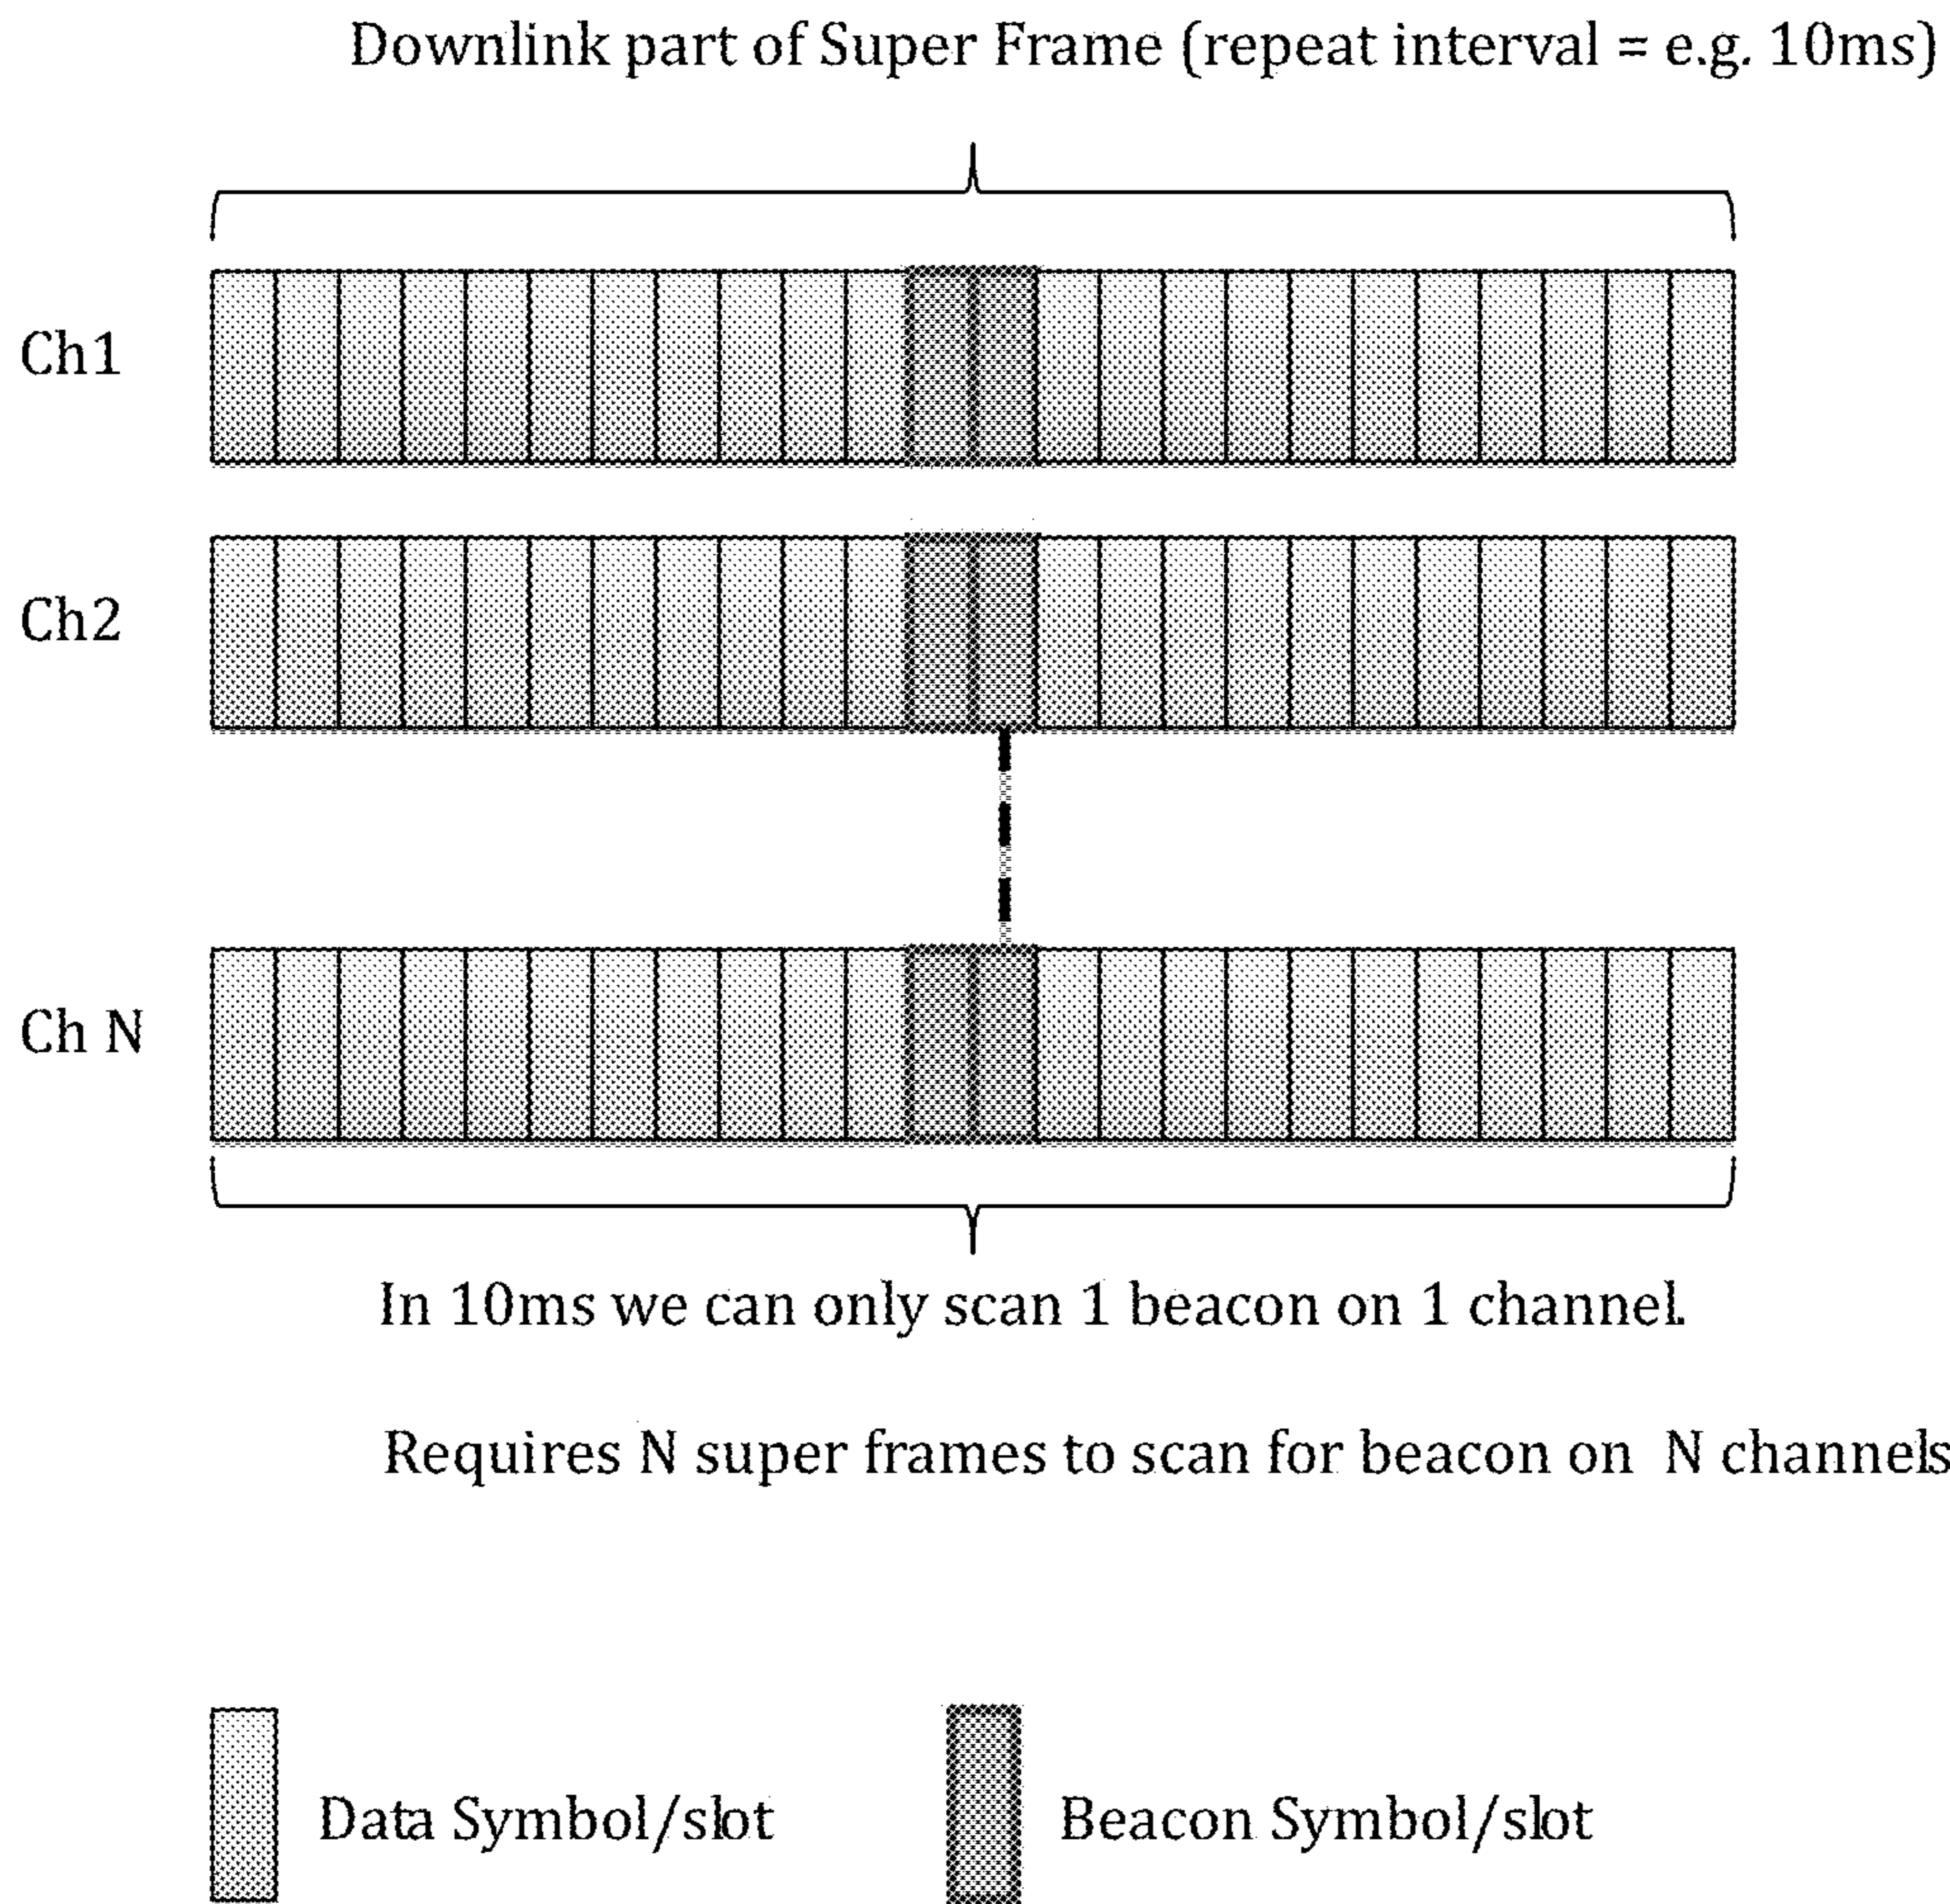 Downlink part of Super Frame (repeat interval = e.g. 10ms)
Ch1
Ch2
Ch N
In 10ms we can only scan 1 beacon on 1 channel.
Requires N super frames to scan for beacon on N channels
Data Symbol/slot
Beacon Symbol/slot